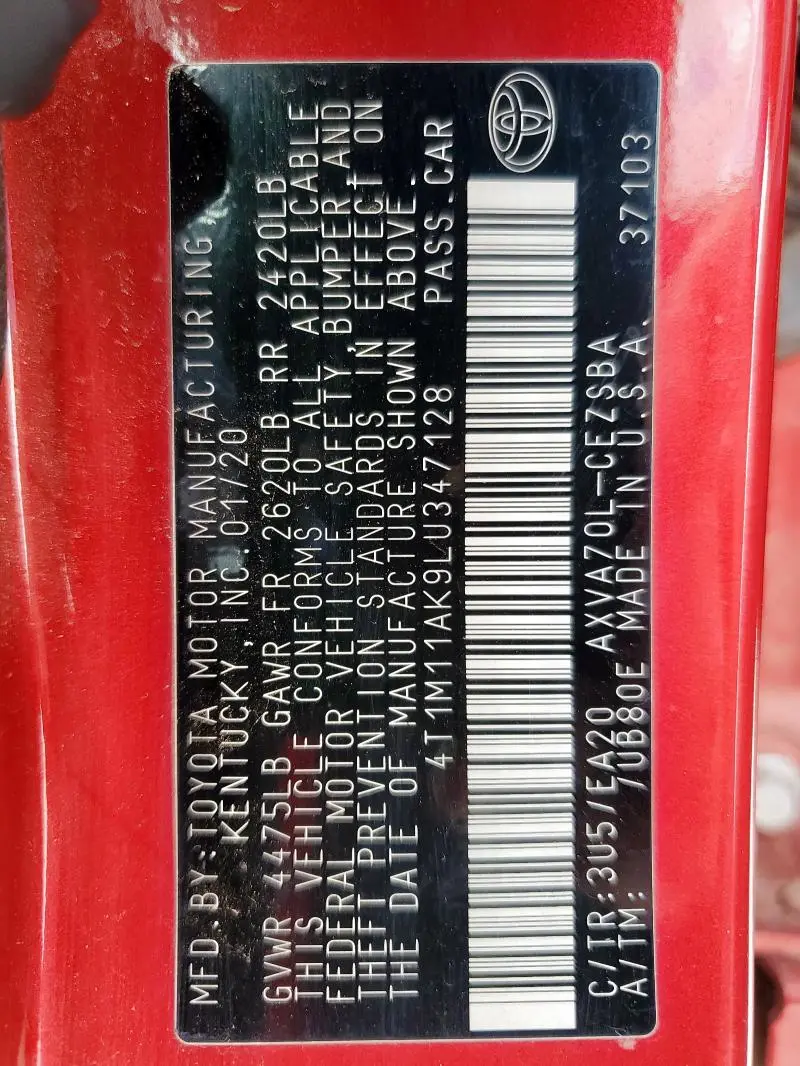 MFD.BY:TOYOTA MOTOR MANUFACTURING,
KENTUCKY, INC.01/20
GVWR 4475LB GAWR FR 2620LB RR 2420LB
THIS VEHICLE CONFORMS TO ALL APPLICABLE
FEDERAL MOTOR VEHICLE SAFETY,BUMPER AND
THEFT PREVENTION STANDARDS IN EFFECT ON
THE DATE OF MANUFACTURE SHOWN ABOVE.
4T1M11AK9LU347128 PASS.CAR
C/TR:3U5/EA20 AXVA70L-CEZSBA
A/TM: /UB80E MADE IN U.S.A. 37103